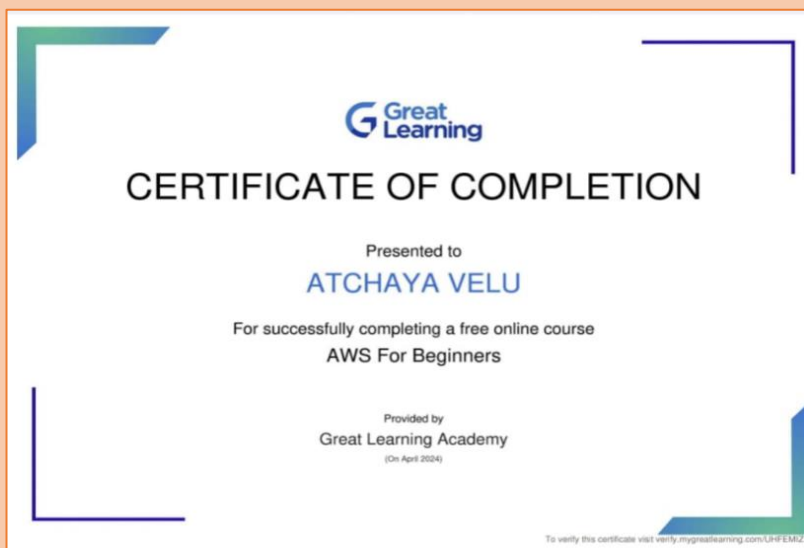 Great
Learning
CERTIFICATE OF COMPLETION
Presented to
ATCHAYA VELU
For successfully completing a free online course
AWS For Beginners
Provided by
Great Learning Academy
(On April 2024)
To verify this certificate visit verify.mygreatlearning.com/UHFEMIZ